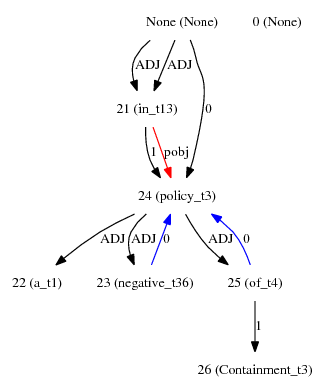 None (None) 0 (None)
ADJ ADJ
21 (in_t13) 0
1 pobj
24 (policy_t3)
ADJ ADJ 0 ADJ 0
22 (a_t1) 23 (negative_t36) 25 (of_t4)
1
26 (Containment_t3)